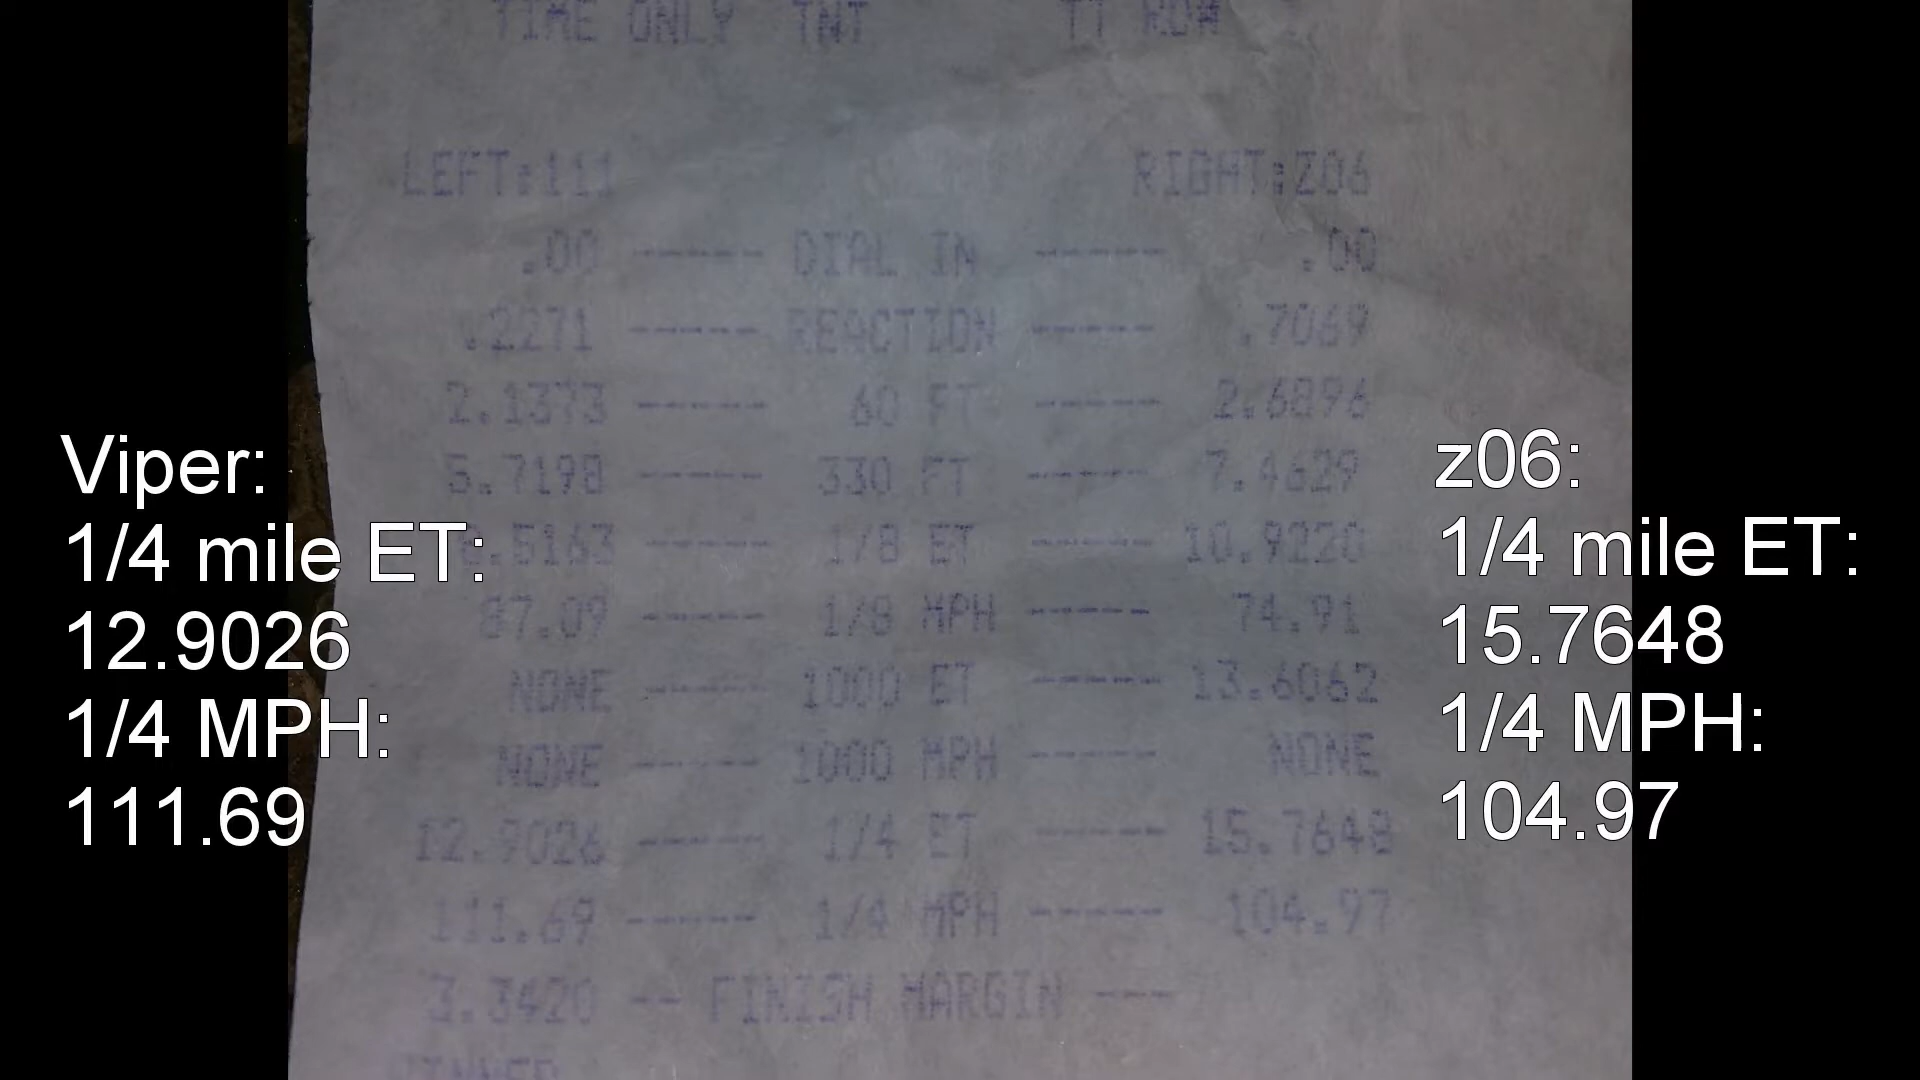 TIME ONLY TNT TT ROW
LEFT:111 RIGHT:Z06
.00 ----- DIAL IN ----- .00
.2271 ----- REACTION ----- .7069
2.1373 ----- 60 FT ----- 2.6896
5.7198 ----- 330 FT ----- 7.4629
.5163 ----- 1/8 ET ----- 10.9220
87.09 ----- 1/8 MPH ----- 74.91
NONE ----- 1000 ET ----- 13.6062
NONE ----- 1000 MPH ----- NONE
12.9026 ----- 1/4 ET ----- 15.7648
111.69 ----- 1/4 MPH ----- 104.97
3.3420 -- FINISH MARGIN ---
Viper:
1/4 mile ET:
12.9026
1/4 MPH:
111.69
z06:
1/4 mile ET:
15.7648
1/4 MPH:
104.97